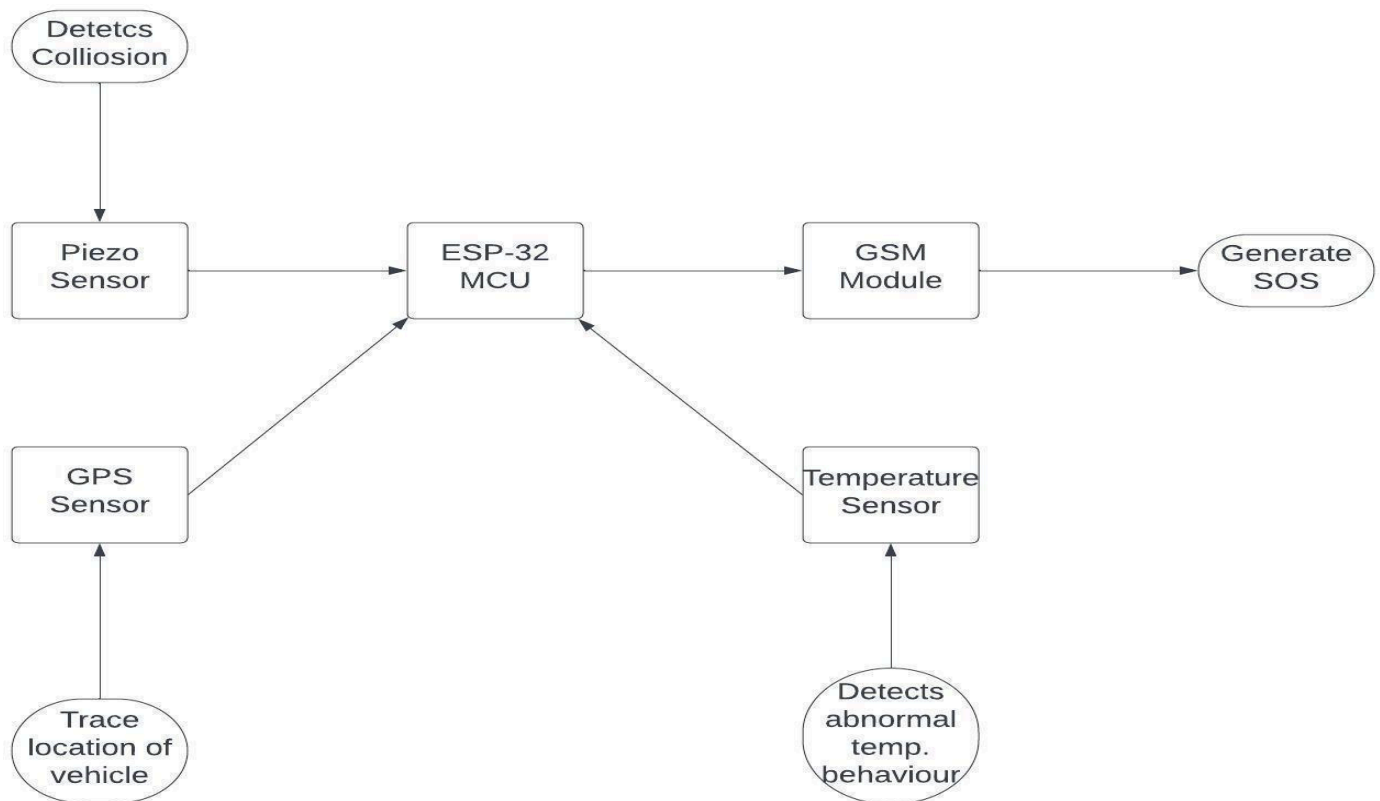 Detetcs
Colliosion
Piezo
Sensor
ESP-32
MCU
GSM
Module
Generate
SOS
GPS
Sensor
Temperature
Sensor
Trace
location of
vehicle
Detects
abnormal
temp.
behaviour